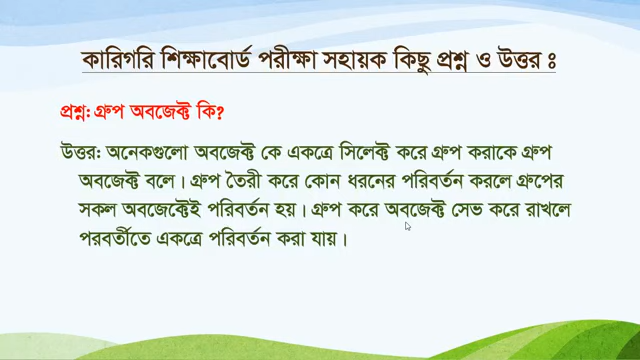 কারিগরি শিক্ষাবোর্ড পরীক্ষা সহায়ক কিছু প্রশ্ন ও উত্তর ঃ
প্রশ্ন: গ্রুপ অবজেক্ট কি?
উত্তর: অনেকগুলো অবজেক্ট কে একত্রে সিলেক্ট করে গ্রুপ করাকে গ্রুপ
অবজেক্ট বলে। গ্রুপ তৈরী করে কোন ধরনের পরিবর্তন করলে গ্রুপের
সকল অবজেক্টেই পরিবর্তন হয়। গ্রুপ করে অবজেক্ট সেভ করে রাখলে
পরবর্তীতে একত্রে পরিবর্তন করা যায়।